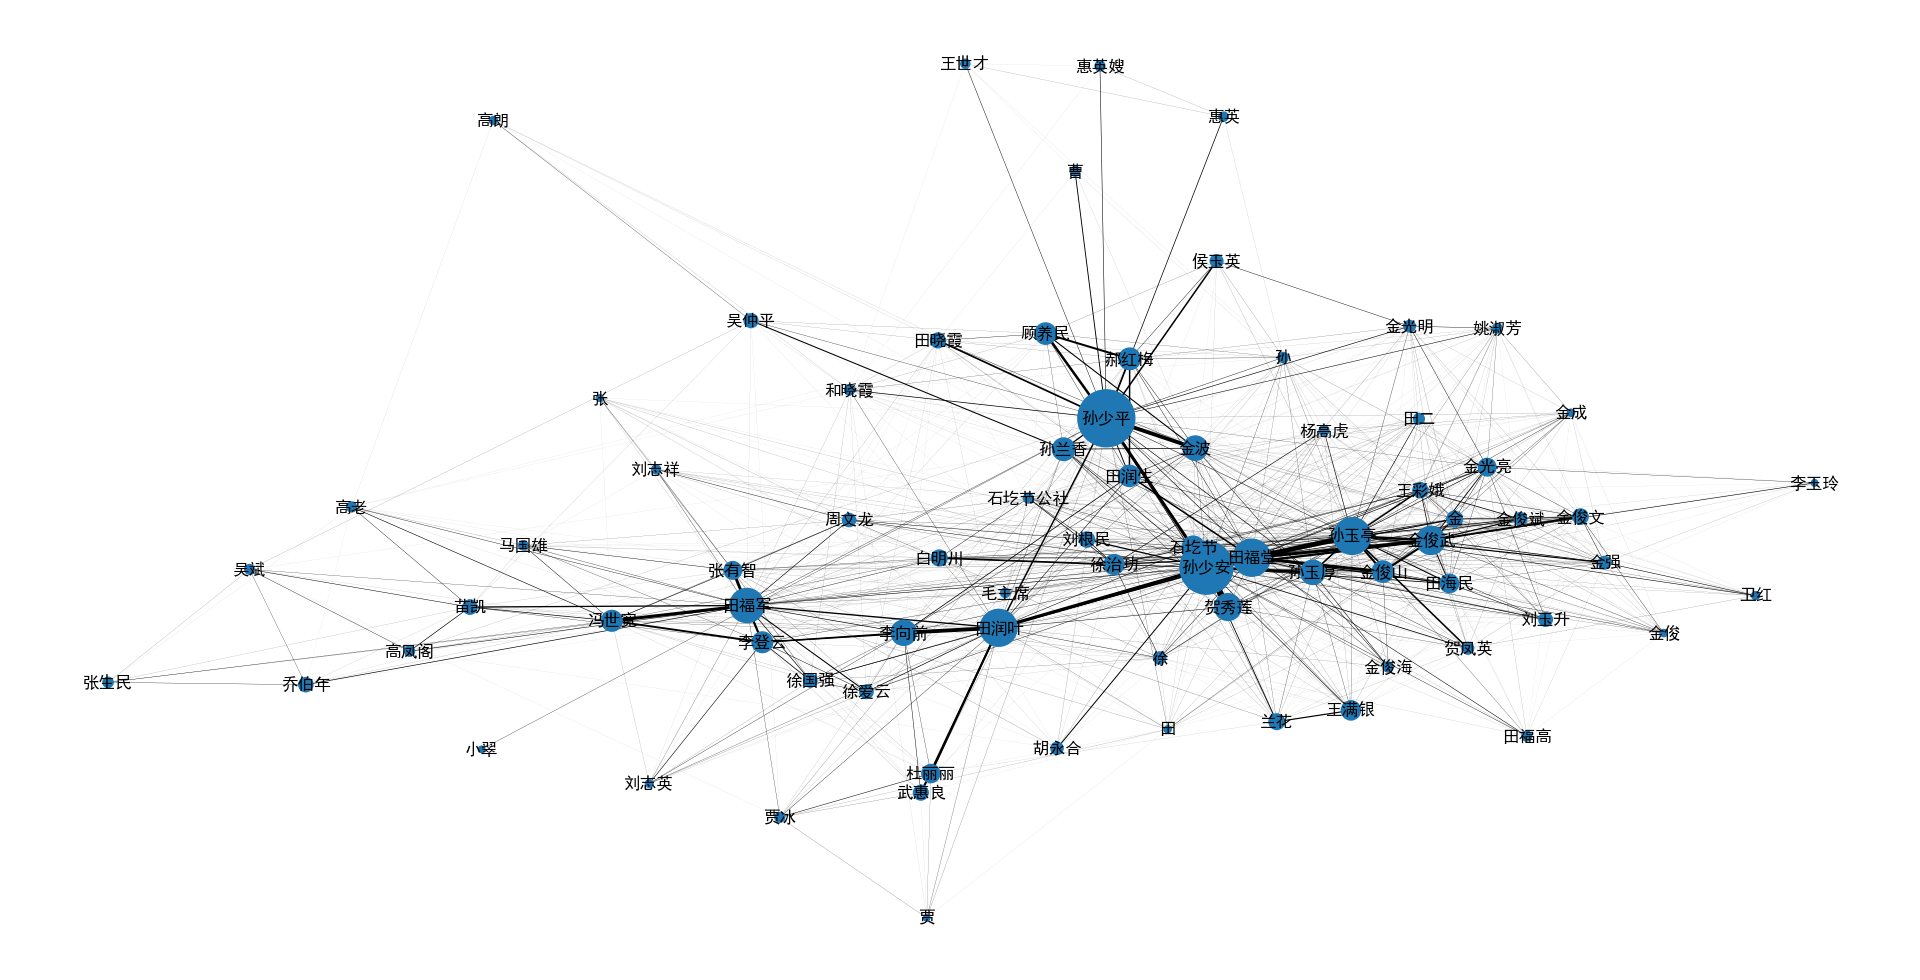 王世才
惠英嫂
惠英
高朗
曹
侯玉英
吴仲平
田晓霞
顾养民
金光明
姚淑芳
郝红梅
孙
和晓霞
张
孙少平
金成
田二
杨高虎
孙兰香
金波
刘志祥
田润生
金光亮
李玉玲
王彩娥
石圪节公社
高老
周文龙
金
金俊斌
金俊文
马国雄
刘根民
石圪节
孙玉亭
金俊武
白明州
田福堂
徐治功
孙少安
金强
吴斌
张有智
孙玉厚
金俊山
田海民
毛主席
卫红
苗凯
田福军
贺秀莲
冯世宽
李向前
田润叶
刘玉升
金俊
李登云
高凤阁
贺凤英
徐
金俊海
张生民
乔伯年
徐国强
徐爱云
兰花
王满银
田
田福高
小翠
胡永合
刘志英
杜丽丽
武惠良
贾冰
贾